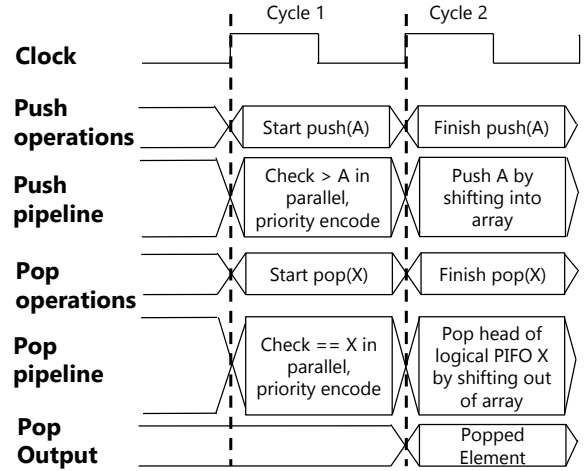 Cycle 1
Cycle 2
Clock
Push
operations
Start push(A)
Finish push(A)
Push
pipeline
Check > A in
parallel,
priority encode
Push A by
shifting into
array
Pop
operations
Start pop(X)
Finish pop(X)
Pop
pipeline
Check == X in
parallel,
priority encode
Pop head of
logical PIFO X
by shifting out
of array
Pop
Output
Popped
Element